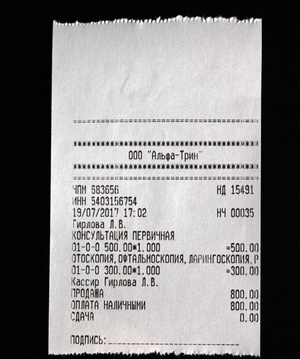 ООО "Альфа-Трин"
ЧПМ 683656 НД 15491
ИНН 5403156754
19/07/2017 17:02 НЧ 00035
Гирлова Л.В.
КОНСУЛЬТАЦИЯ ПЕРВИЧНАЯ
01-0-0 500.00*1.000 =500.00
ОТОСКОПИЯ,ОФТАЛЬМОСКОПИЯ,ЛАРИНГОСКОПИЯ,Р
01-0-0 300.00*1.000 =300.00
Кассир Гирлова Л.В.
ПРОДАЖА 800.00
ОПЛАТА НАЛИЧНЫМИ 800.00
СДАЧА 0.00
ПОДПИСЬ: